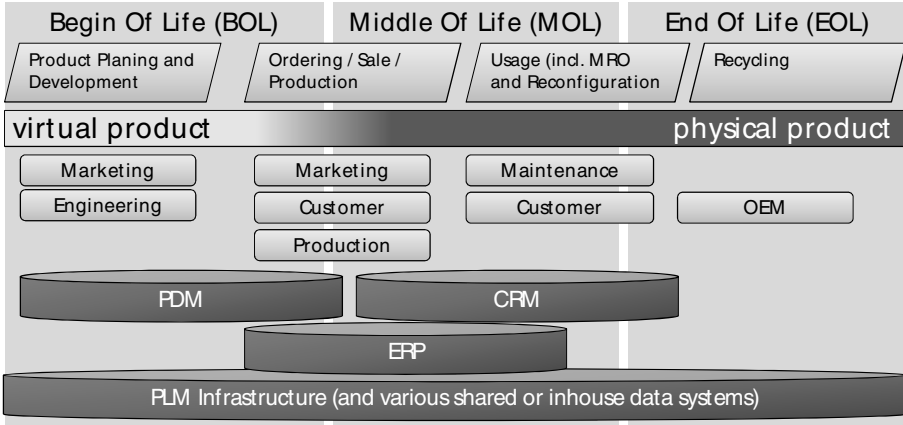 Begin Of Life (BOL)
Middle Of Life (MOL)
End Of Life (EOL)
Product Planing and
Development
Ordering / Sale /
Production
Usage (incl. MRO
and Reconfiguration
Recycling
virtual product
physical product
Marketing
Marketing
Maintenance
Engineering
Customer
Customer
OEM
Production
PDM
CRM
ERP
PLM Infrastructure (and various shared or inhouse data systems)